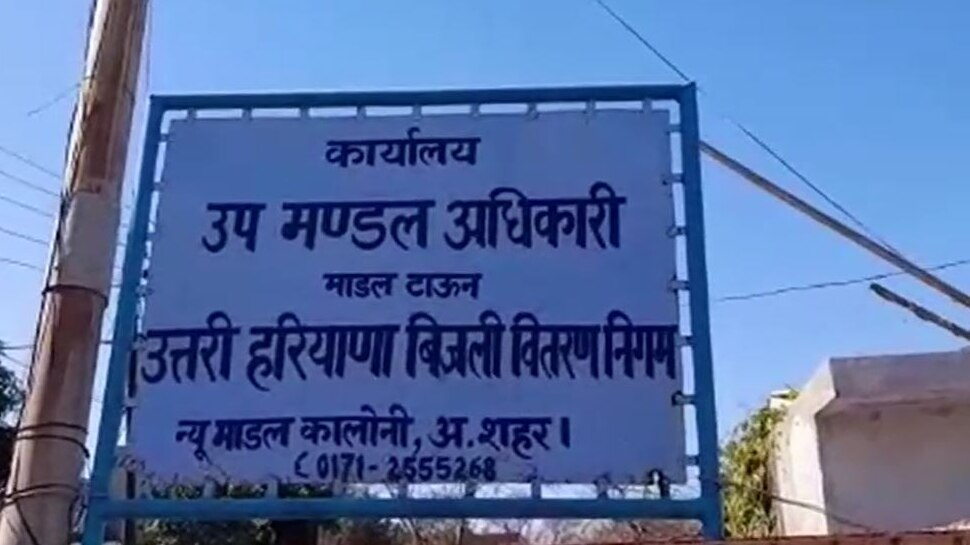 कार्यालय
उप मण्डल अधिकारी
माडल टाऊन
उत्तरी हरियाणा बिजली वितरण निगम
न्यू माडल कालोनी, अ. शहर।
( 0171-2555268